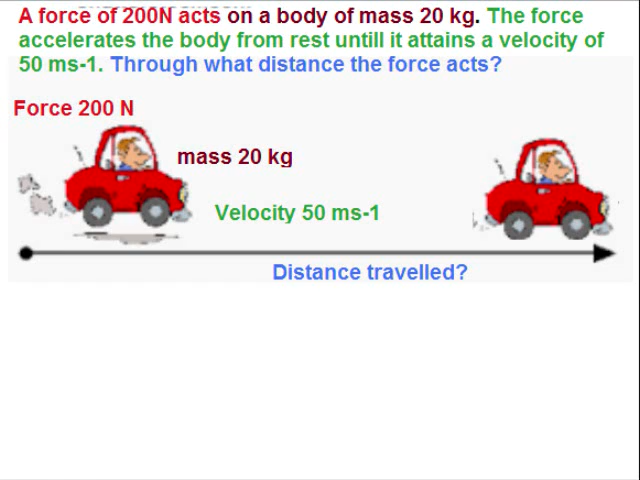 A force of 200N acts on a body of mass 20 kg. The force
accelerates the body from rest untill it attains a velocity of
50 ms-1. Through what distance the force acts?
Force 200 N
mass 20 kg
Velocity 50 ms-1
Distance travelled?